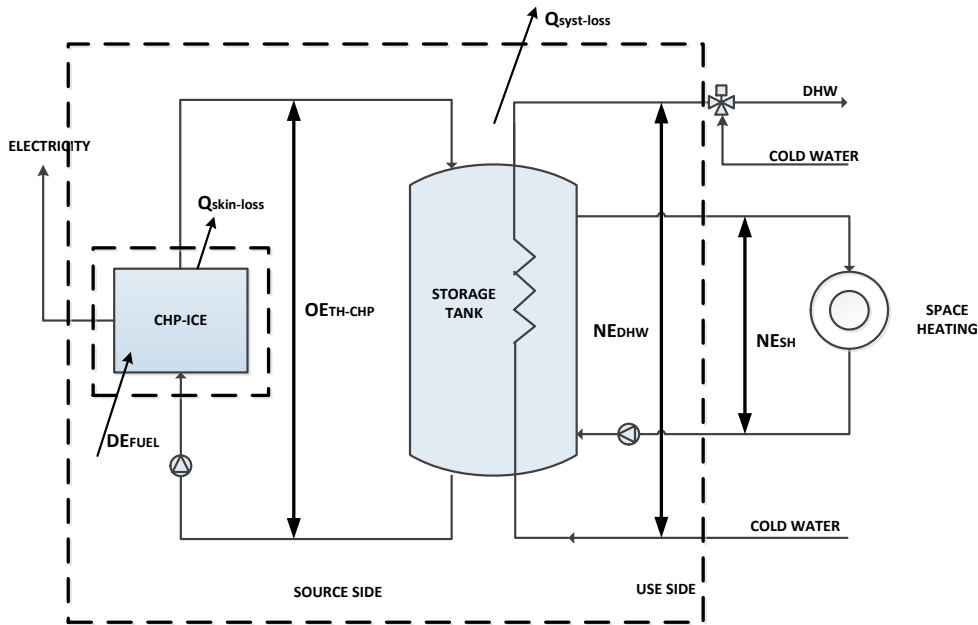 Qsyst-loss
DHW
ELECTRICITY
COLD WATER
Qskin-loss
CHP-ICE
OETH-CHP
STORAGE
TANK
NEDHW
NESH
SPACE
HEATING
DEFUEL
COLD WATER
SOURCE SIDE
USE SIDE